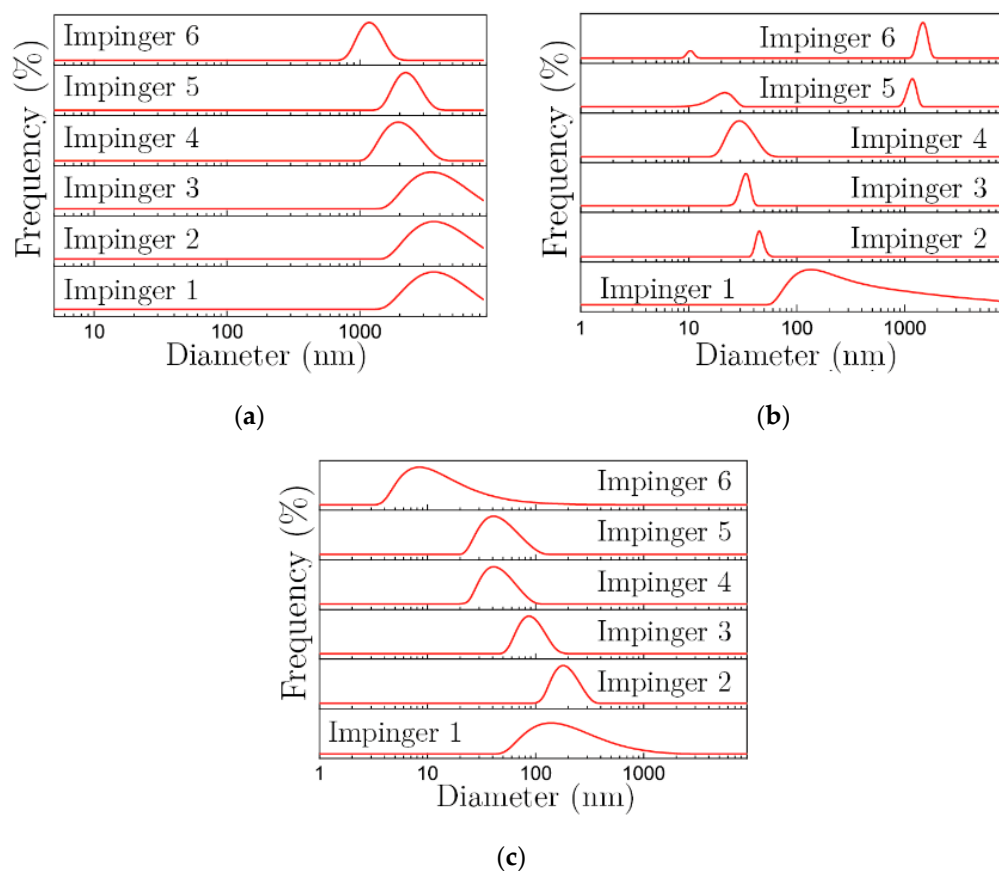 Frequency (%)
Impinger 6
Impinger 5
Impinger 4
Impinger 3
Impinger 2
Impinger 1
10 100 1000
Diameter (nm)
(a)
Frequency (%)
Impinger 6
Impinger 5
Impinger 4
Impinger 3
Impinger 2
Impinger 1
1 10 100 1000
Diameter (nm)
(b)
Frequency (%)
Impinger 6
Impinger 5
Impinger 4
Impinger 3
Impinger 2
Impinger 1
1 10 100 1000
Diameter (nm)
(c)